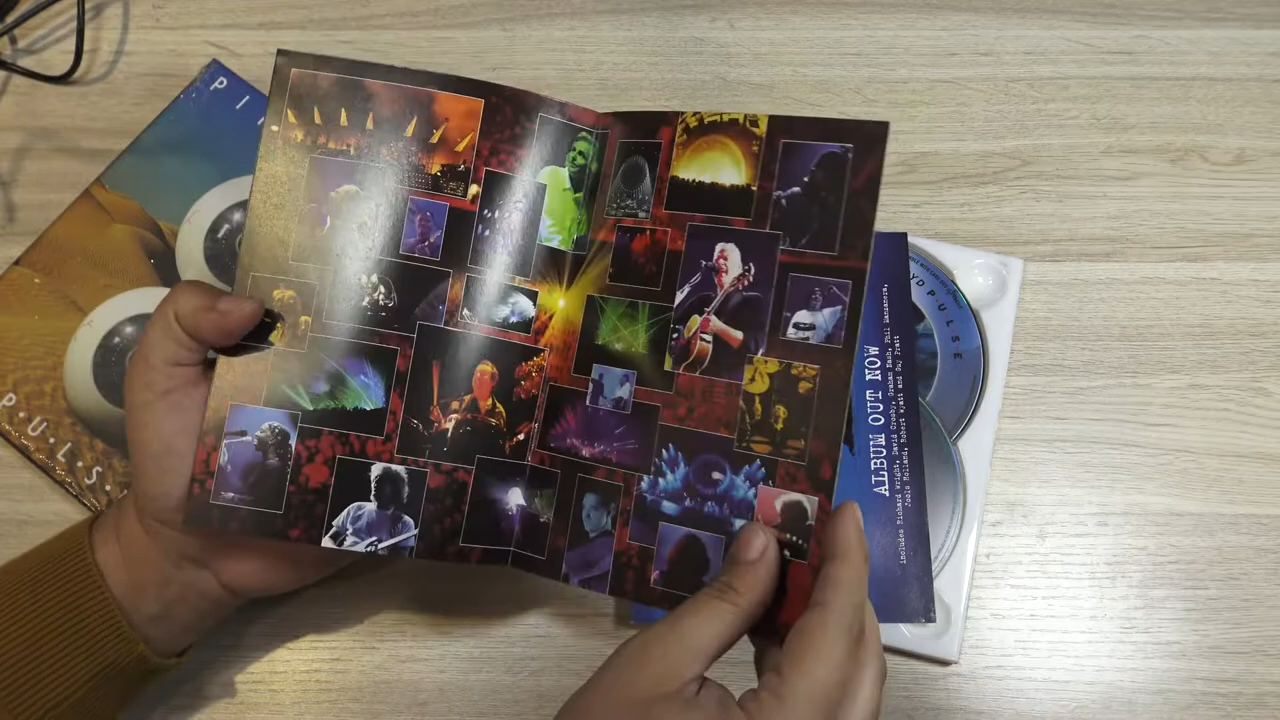 P I
P·U·L·S·
Y D P·U·L·S·E
ALBUM OUT NOW
includes Richard Wright, David Crosby, Graham Nash, Phil Manzanera,
Jools Holland, Robert Wyatt and Guy Pratt